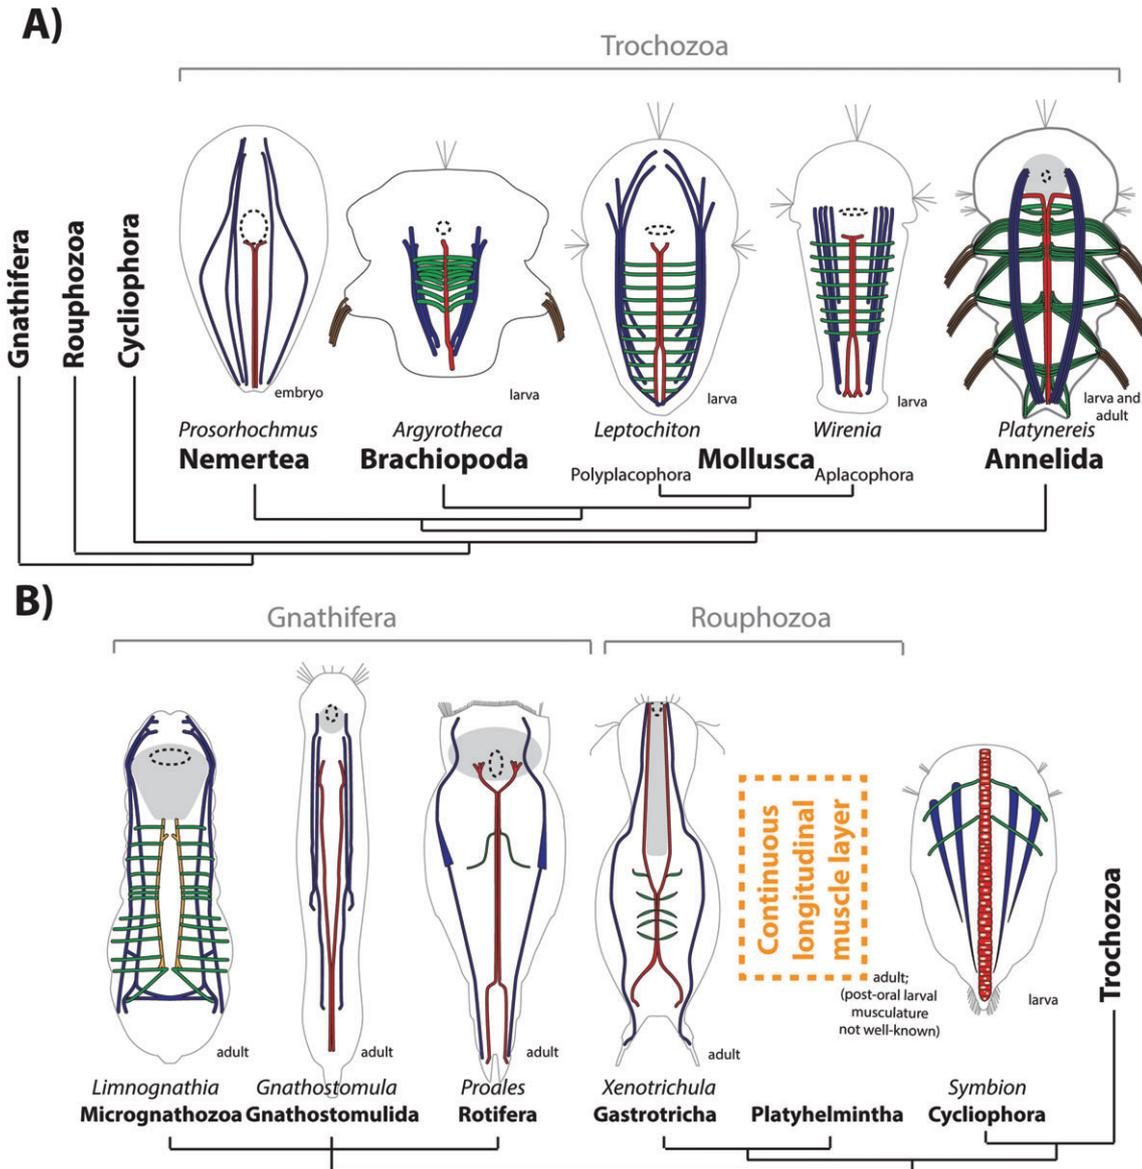 A)
Trochozoa
Gnathifera
Rouphozoa
Cycliophora
embryo
larva
larva
larva
larva and
adult
Prosorhochmus
Argyrotheca
Leptochiton
Wirenia
Platynereis
Nemertea
Brachiopoda
Mollusca
Annelida
Polyplacophora
Aplacophora
B)
Gnathifera
Rouphozoa
Continuous
longitudinal
muscle layer
adult;
(post-oral larval
musculature
not well-known)
larva
Trochozoa
adult
adult
adult
adult
Limnognathia
Gnathostomula
Proales
Xenotrichula
Symbion
Micrognathozoa
Gnathostomulida
Rotifera
Gastrotricha
Platyhelmintha
Cycliophora